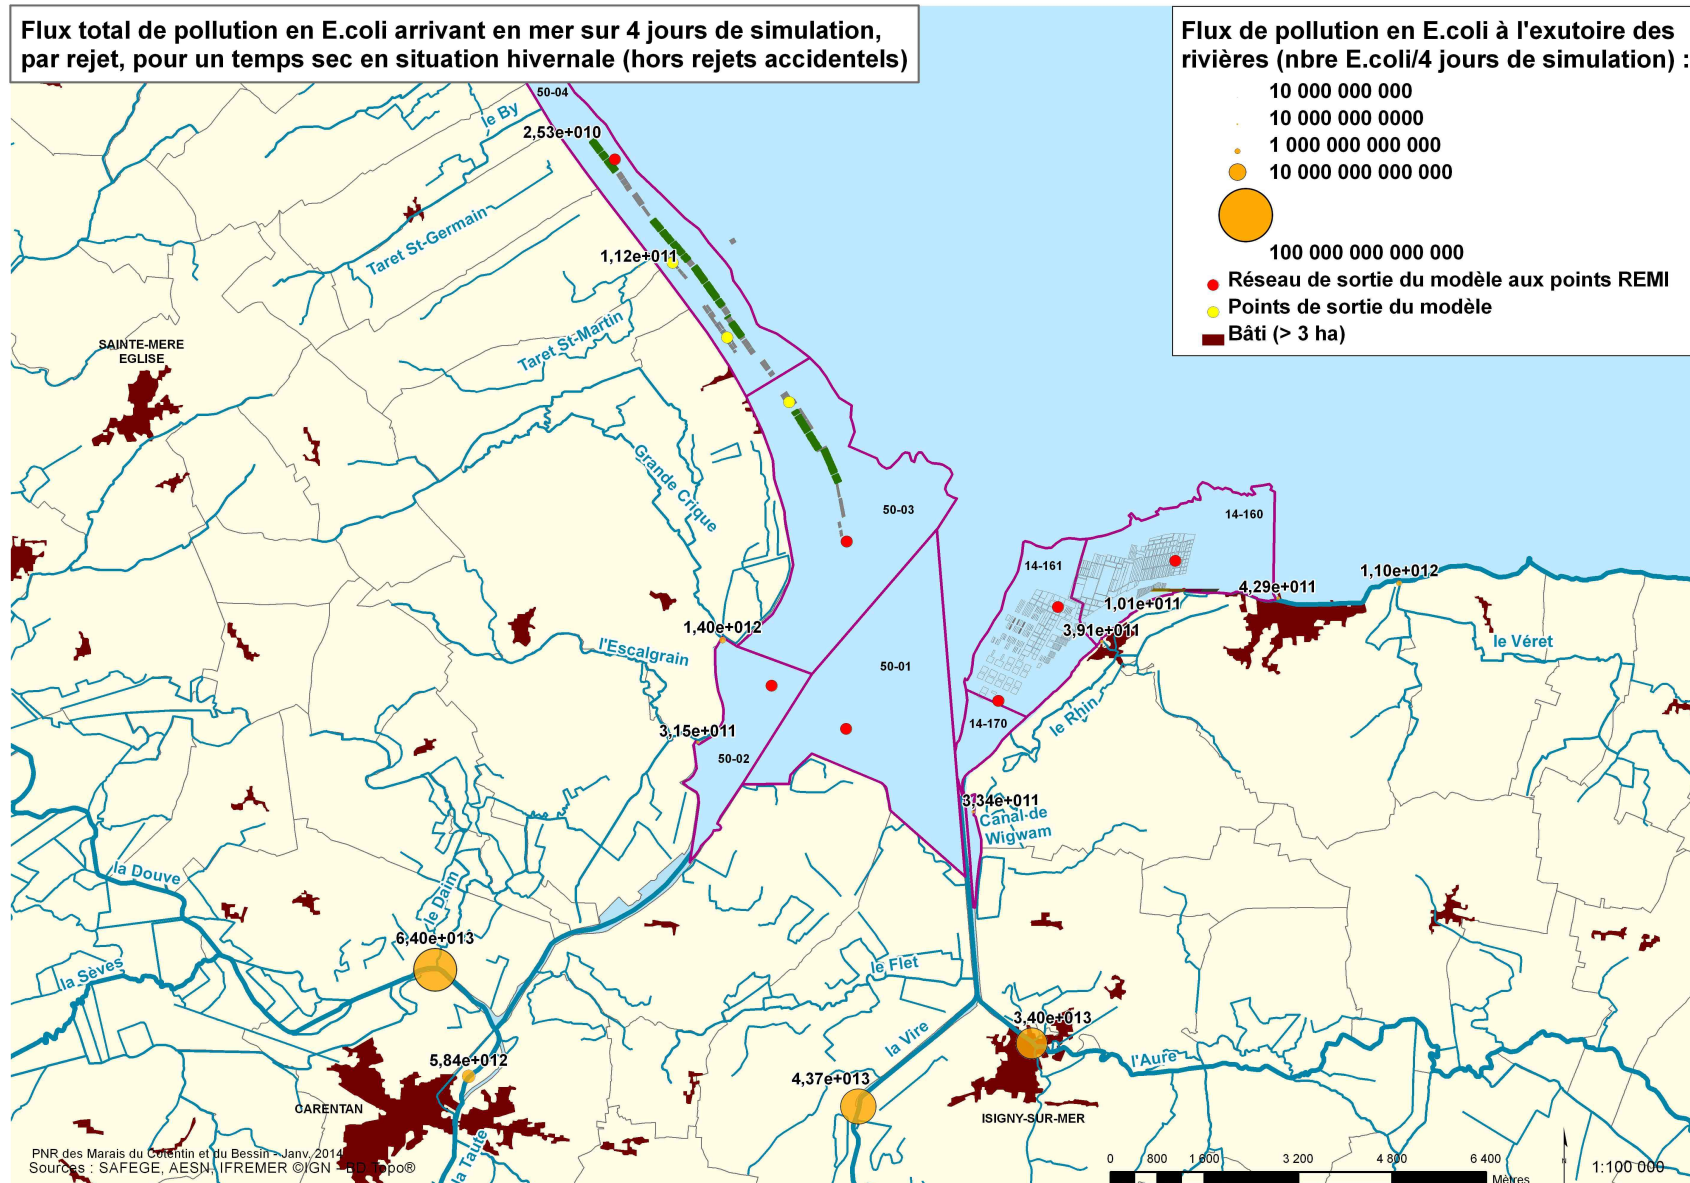 Flux total de pollution en E.coli arrivant en mer sur 4 jours de simulation,
par rejet, pour un temps sec en situation hivernale (hors rejets accidentels)
Flux de pollution en E.coli à l'exutoire des
rivières (nbre E.coli/4 jours de simulation) :
10 000 000 000
10 000 000 0000
1 000 000 000 000
10 000 000 000 000
100 000 000 000 000
Réseau de sortie du modèle aux points REMI
Points de sortie du modèle
Bâti (> 3 ha)
50-04
le By
2,53e+010
Taret St-Germain
1,12e+011
Taret St-Martin
SAINTE-MERE
EGLISE
Grande Crique
50-03
14-160
14-161
1,10e+012
4,29e+011
1,01e+011
3,91e+011
1,40e+012
l'Escalgrain
le Véret
50-01
le Rhin
14-170
3,15e+011
50-02
3,34e+011
Canal de
Wigwam
la Douve
le Daim
6,40e+013
la Sèves
le Flet
3,40e+013
la Vire
l'Aure
5,84e+012
4,37e+013
CARENTAN
ISIGNY-SUR-MER
la Taute
PNR des Marais du Cotentin et du Bessin - Janv. 2014
Sources : SAFEGE, AESN, IFREMER ©IGN - BD Topo®
0 800 1 600 3 200 4 800 6 400
Mètres
1:100 000